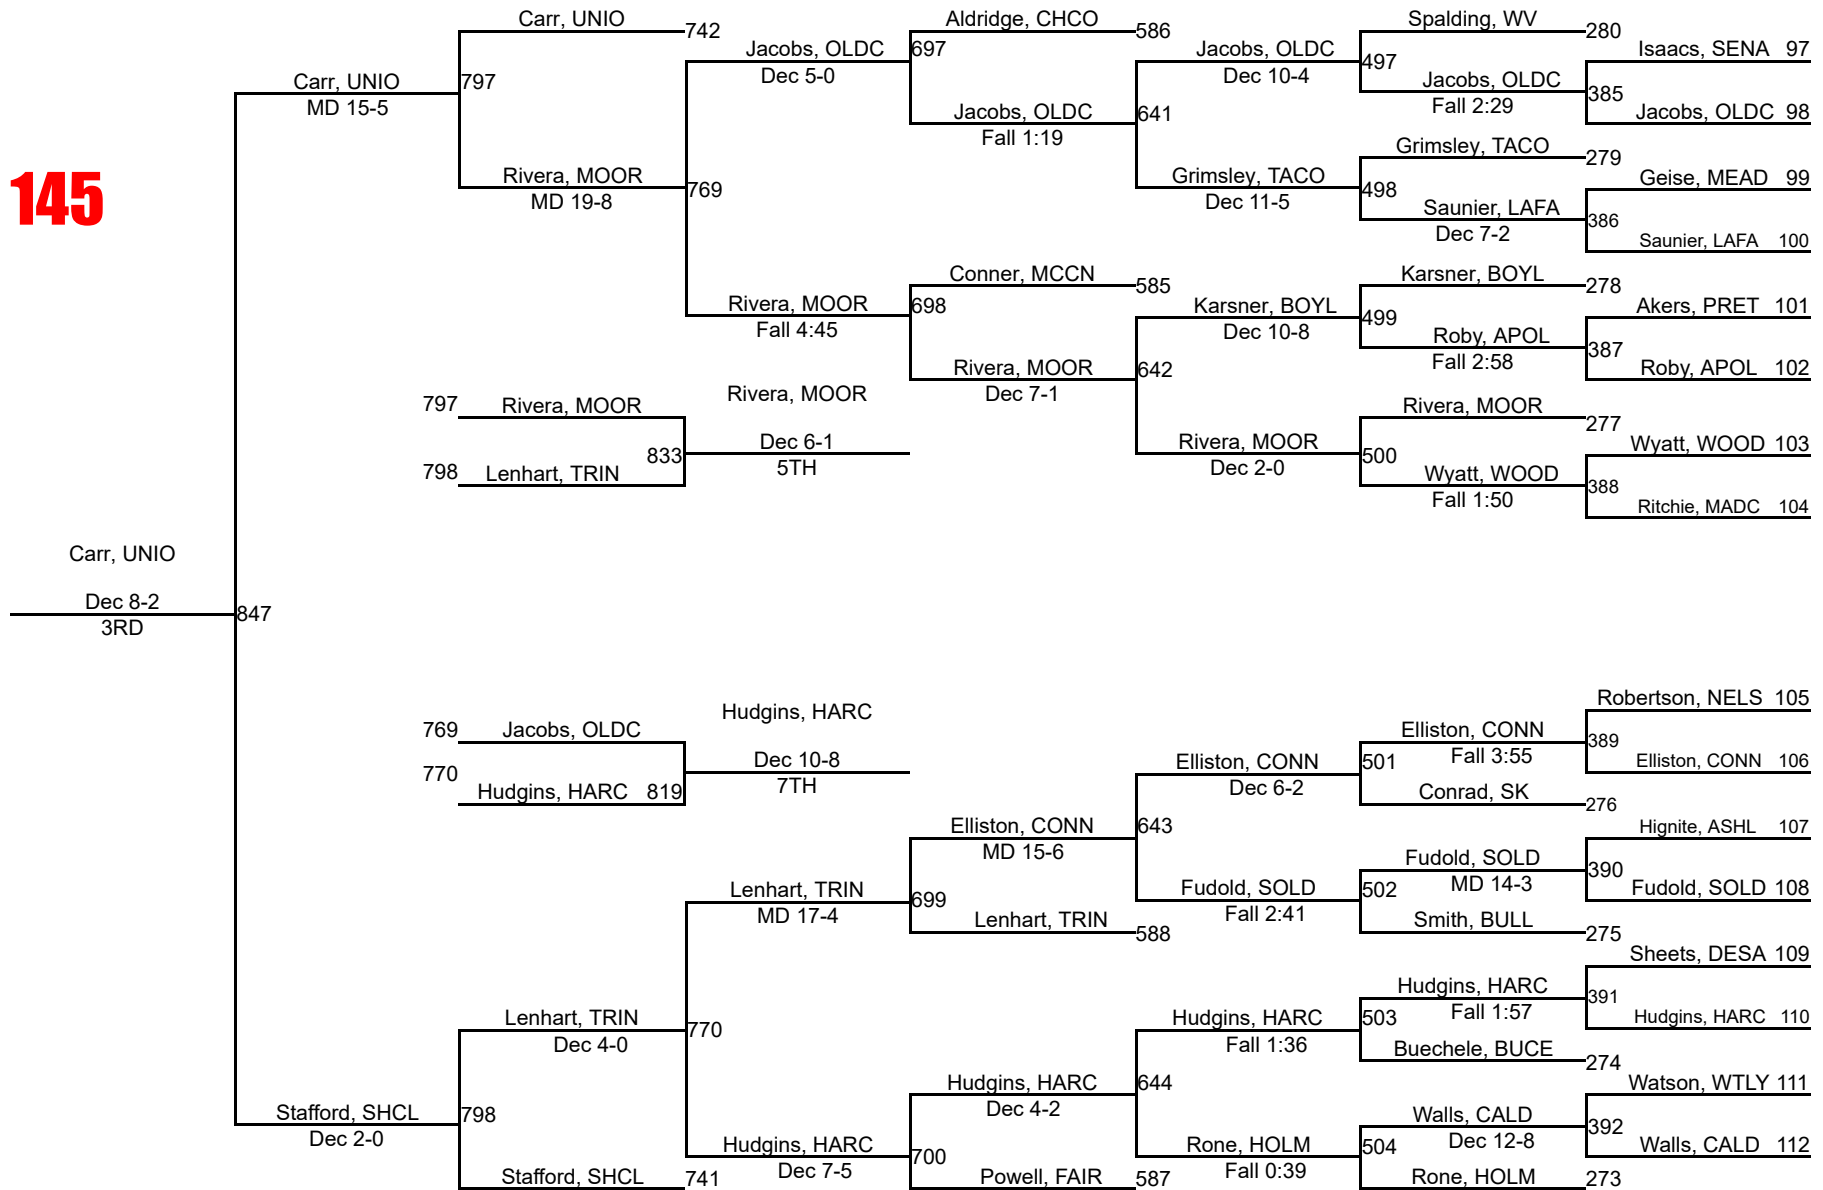 Carr, UNIO
742
Aldridge, CHCO
586
Spalding, WV
280
Jacobs, OLDC
697
Jacobs, OLDC
497
Isaacs, SENA 97
Carr, UNIO
797
Dec 5-0
Dec 10-4
Jacobs, OLDC
385
MD 15-5
Fall 2:29
Jacobs, OLDC
641
Jacobs, OLDC 98
Fall 1:19
Grimsley, TACO
279
145
Rivera, MOOR
769
Grimsley, TACO
498
Geise, MEAD 99
MD 19-8
Dec 11-5
Saunier, LAFA
386
Dec 7-2
Saunier, LAFA 100
Conner, MCCN
585
Karsner, BOYL
278
Rivera, MOOR
698
Karsner, BOYL
499
Akers, PRET 101
Fall 4:45
Dec 10-8
Roby, APOL
387
Fall 2:58
Rivera, MOOR
642
Roby, APOL 102
Rivera, MOOR
Dec 7-1
797
Rivera, MOOR
Rivera, MOOR
277
833
Dec 6-1
Rivera, MOOR
500
Wyatt, WOOD 103
5TH
Dec 2-0
798
Lenhart, TRIN
Wyatt, WOOD
388
Fall 1:50
Ritchie, MADC 104
Carr, UNIO
Dec 8-2
847
3RD
Robertson, NELS 105
Hudgins, HARC
769
Jacobs, OLDC
Elliston, CONN
389
Fall 3:55
Dec 10-8
Elliston, CONN
501
Elliston, CONN 106
770
7TH
Dec 6-2
Hudgins, HARC 819
Conrad, SK
276
Elliston, CONN
643
Hignite, ASHL 107
MD 15-6
Fudold, SOLD
390
Lenhart, TRIN
699
Fudold, SOLD
502
MD 14-3
Fudold, SOLD 108
MD 17-4
Fall 2:41
Lenhart, TRIN
588
Smith, BULL
275
Sheets, DESA 109
Hudgins, HARC
391
Lenhart, TRIN
770
Hudgins, HARC
503
Fall 1:57
Hudgins, HARC 110
Dec 4-0
Fall 1:36
Buechele, BUCE
274
Hudgins, HARC
644
Watson, WTLY 111
Dec 4-2
Stafford, SHCL
798
Walls, CALD
392
Dec 2-0
Dec 12-8
Hudgins, HARC
700
Rone, HOLM
504
Walls, CALD 112
Dec 7-5
Fall 0:39
Stafford, SHCL
741
Powell, FAIR
587
Rone, HOLM
273